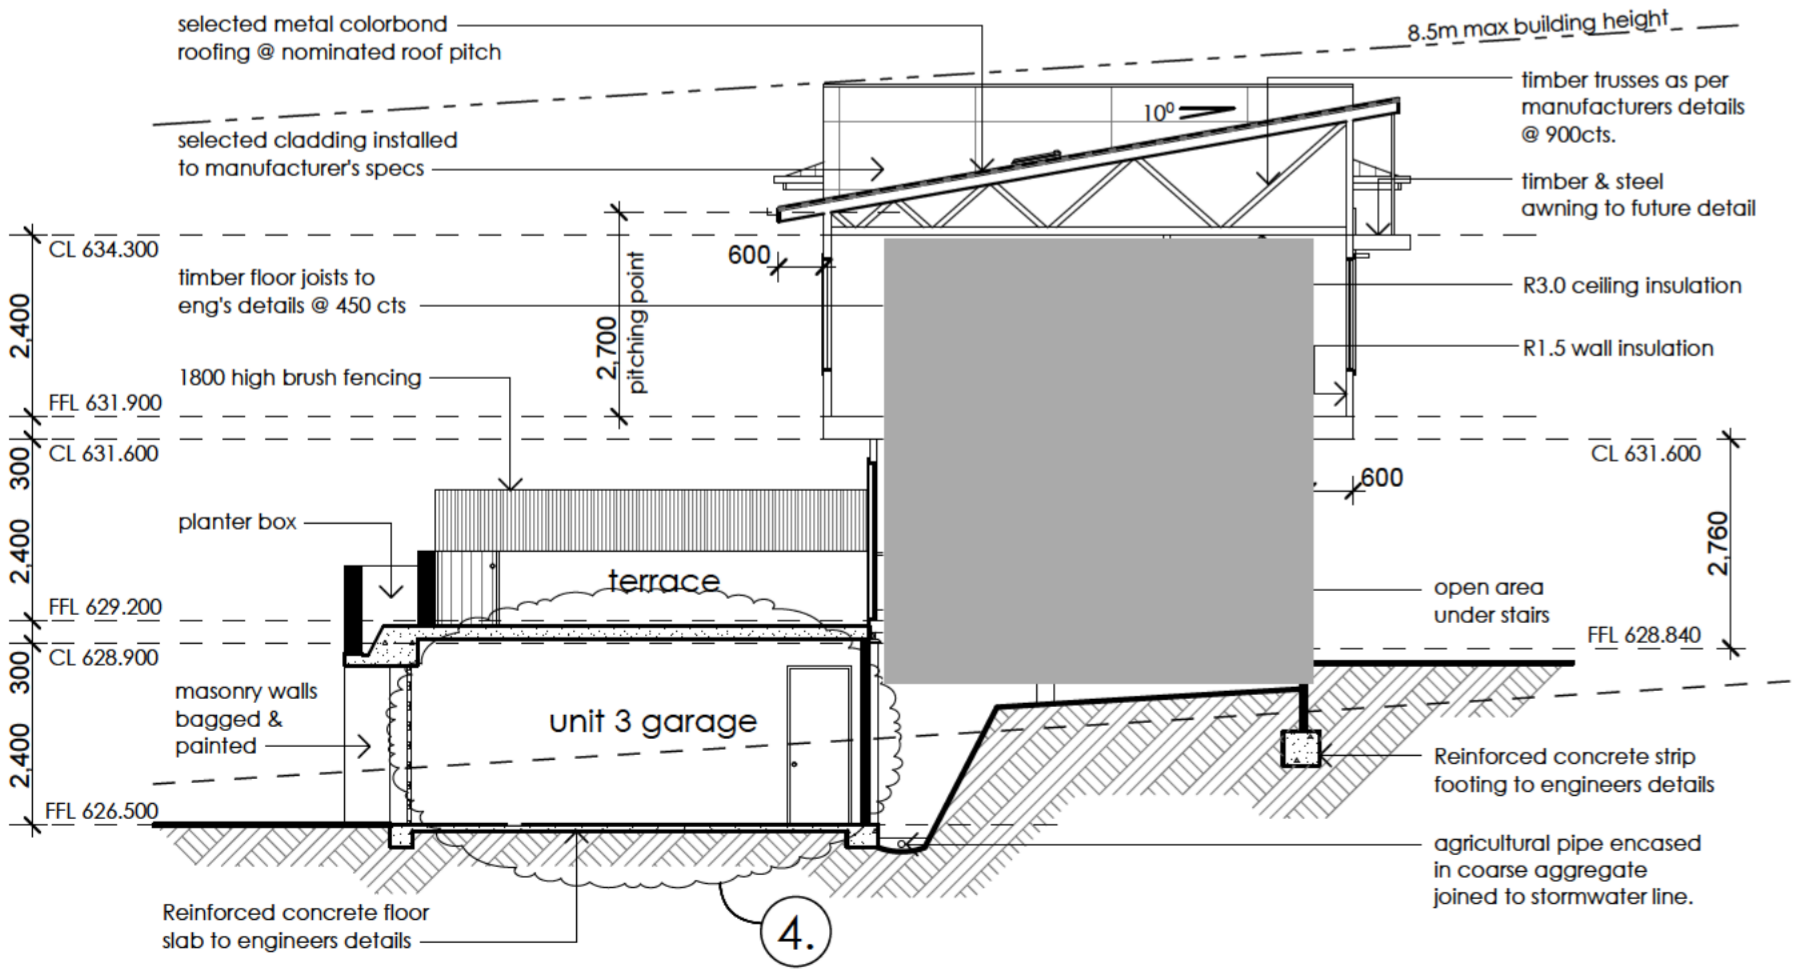 selected metal colorbond
roofing @ nominated roof pitch
8.5m max building height
timber trusses as per
manufacturers details
@ 900cts.
10⁰
selected cladding installed
to manufacturer's specs
timber & steel
awning to future detail
CL 634.300
600
timber floor joists to
eng's details @ 450 cts
R3.0 ceiling insulation
2,400
2,700
pitching point
R1.5 wall insulation
1800 high brush fencing
FFL 631.900
300
CL 631.600
CL 631.600
600
planter box
2,400
2,760
terrace
open area
under stairs
FFL 629.200
FFL 628.840
300
CL 628.900
masonry walls
bagged &
painted
unit 3 garage
2,400
Reinforced concrete strip
footing to engineers details
FFL 626.500
agricultural pipe encased
in coarse aggregate
joined to stormwater line.
Reinforced concrete floor
slab to engineers details
4.